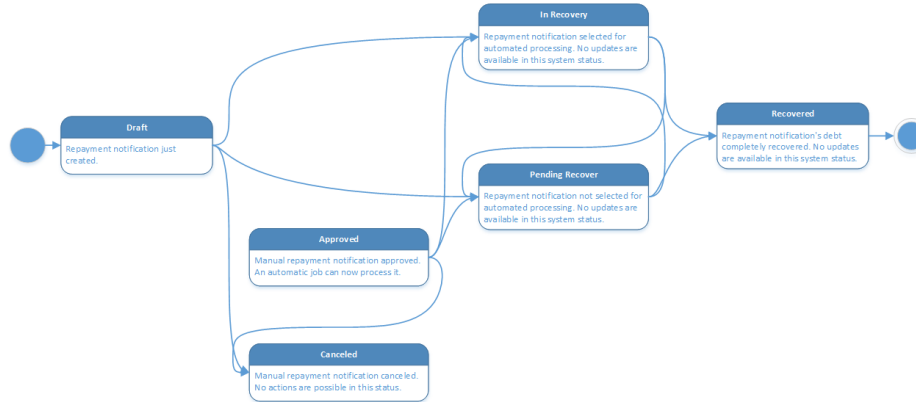 In Recovery
Repayment notification selected for
automated processing. No updates are
available in this system status.
Draft
Repayment notification just
created.
Recovered
Repayment notification's debt
completely recovered. No updates
are available in this system status.
Pending Recover
Repayment notification not selected for
automated processing. No updates are
available in this system status.
Approved
Manual repayment notification approved.
An automatic job can now process it.
Canceled
Manual repayment notification canceled.
No actions are possible in this status.